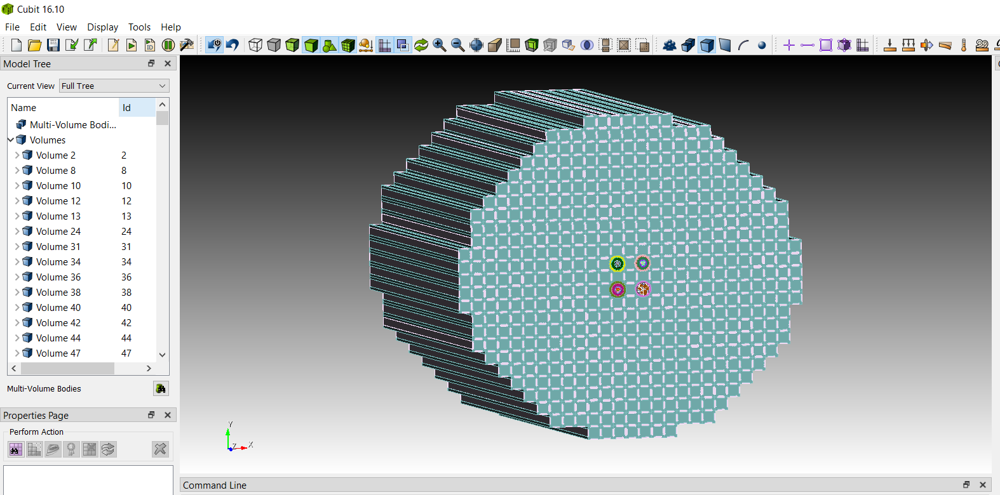 Cubit 16.10
File Edit View Display Tools Help
ID
Model Tree
Current View Full Tree
Name Id
Multi-Volume Bodi...
Volumes
Volume 2 2
Volume 8 8
Volume 10 10
Volume 12 12
Volume 13 13
Volume 24 24
Volume 31 31
Volume 34 34
Volume 36 36
Volume 38 38
Volume 40 40
Volume 42 42
Volume 44 44
Volume 47 47
Multi-Volume Bodies
Properties Page
Perform Action
Y
Z X
Command Line